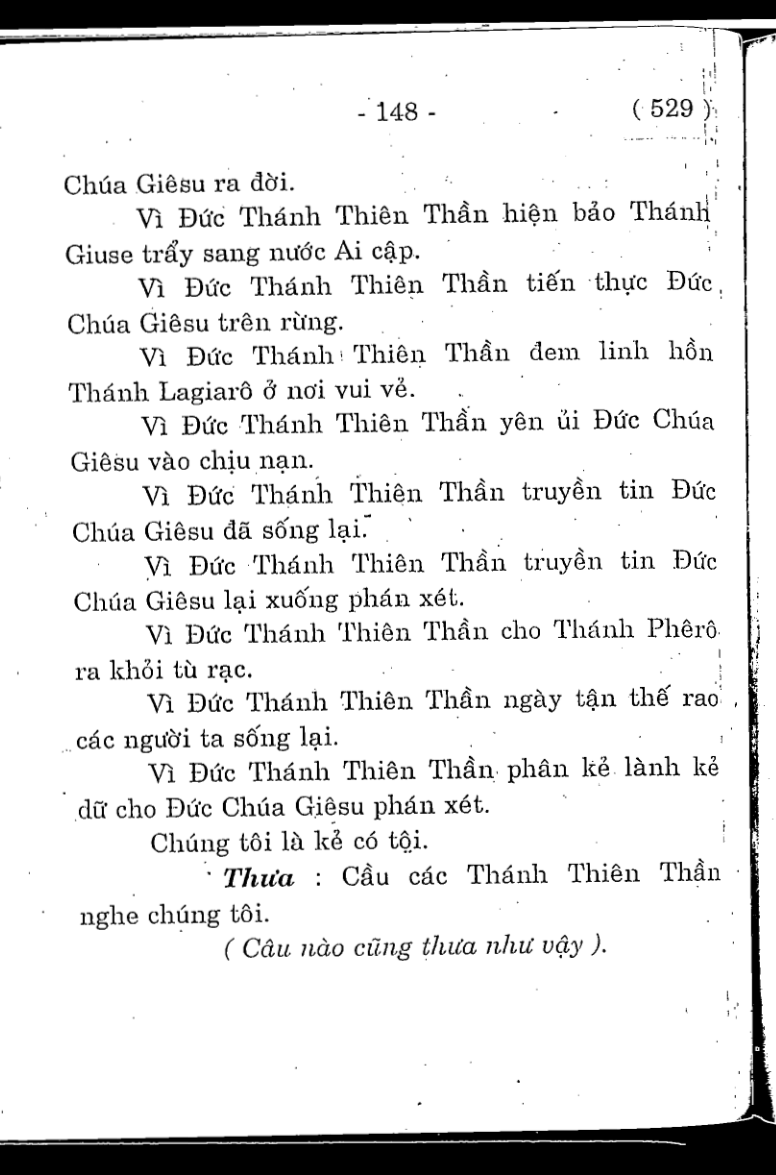 - 148 - ( 529 )
Chúa Giêsu ra đời.
Vì Đức Thánh Thiên Thần hiện bảo Thánh
Giuse trẩy sang nước Ai cập.
Vì Đức Thánh Thiên Thần tiến thực Đức
Chúa Giêsu trên rừng.
Vì Đức Thánh Thiên Thần đem linh hồn
Thánh Lagiarô ở nơi vui vẻ.
Vì Đức Thánh Thiên Thần yên ủi Đức Chúa
Giêsu vào chịu nạn.
Vì Đức Thánh Thiên Thần truyền tin Đức
Chúa Giêsu đã sống lại.
Vì Đức Thánh Thiên Thần truyền tin Đức
Chúa Giêsu lại xuống phán xét.
Vì Đức Thánh Thiên Thần cho Thánh Phêrô
ra khỏi tù rạc.
Vì Đức Thánh Thiên Thần ngày tận thế rao
các người ta sống lại.
Vì Đức Thánh Thiên Thần phân kẻ lành kẻ
dữ cho Đức Chúa Giêsu phán xét.
Chúng tôi là kẻ có tội.
Thưa : Cầu các Thánh Thiên Thần
nghe chúng tôi.
( Câu nào cũng thưa như vậy ).